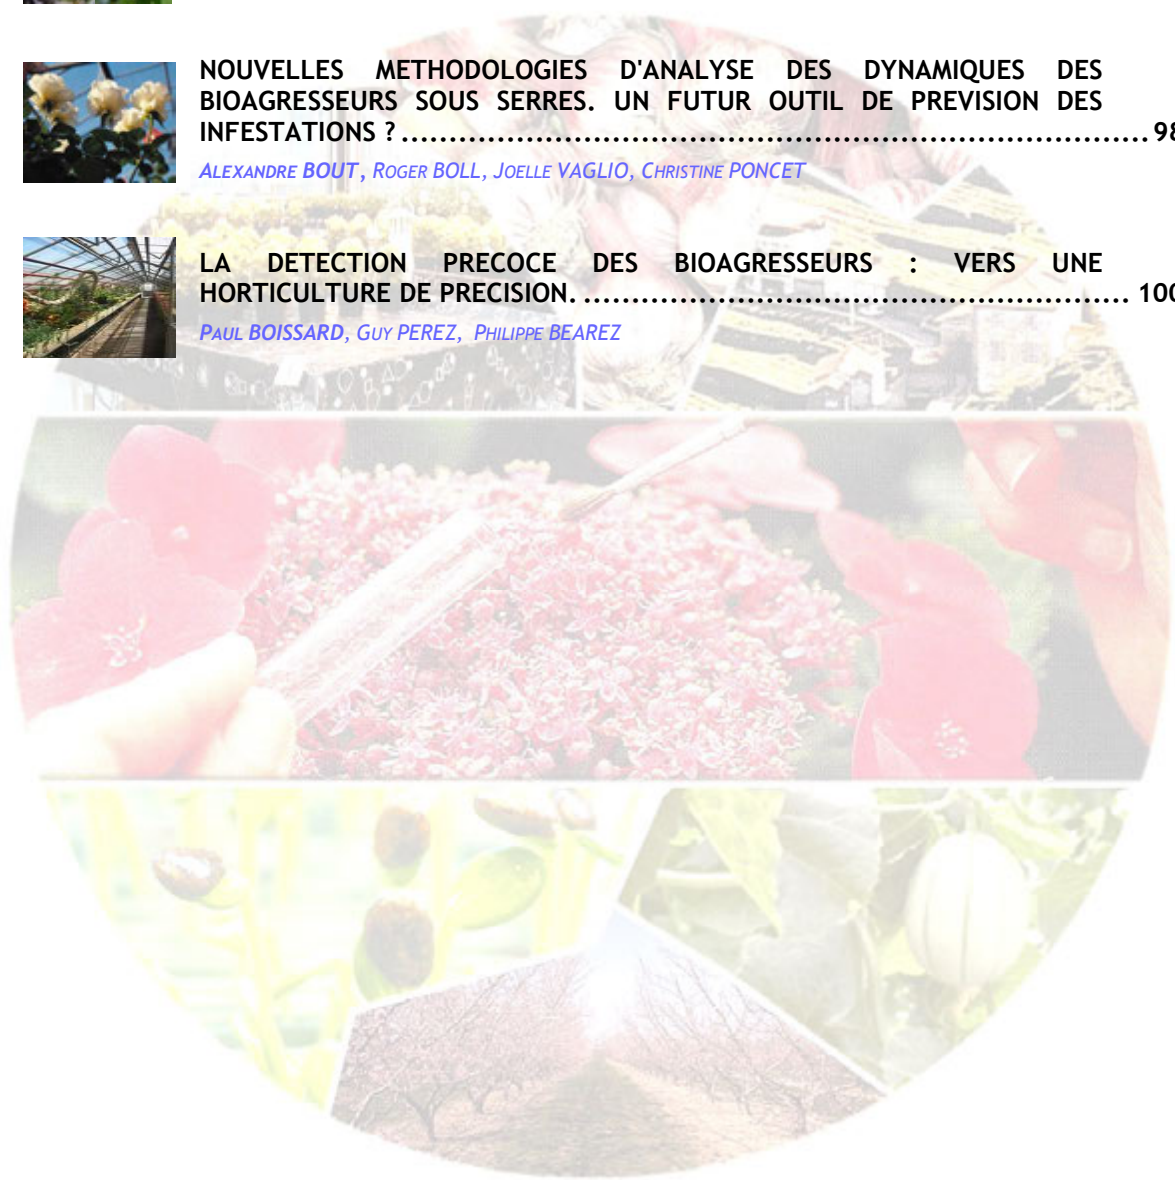 NOUVELLES METHODOLOGIES D'ANALYSE DES DYNAMIQUES DES
BIOAGRESSEURS SOUS SERRES. UN FUTUR OUTIL DE PREVISION DES
INFESTATIONS ? ........................................................................................ 98
ALEXANDRE BOUT, ROGER BOLL, JOELLE VAGLIO, CHRISTINE PONCET
LA DETECTION PRECOCE DES BIOAGRESSEURS : VERS UNE
HORTICULTURE DE PRECISION. ................................................................ 100
PAUL BOISSARD, GUY PEREZ, PHILIPPE BEAREZ